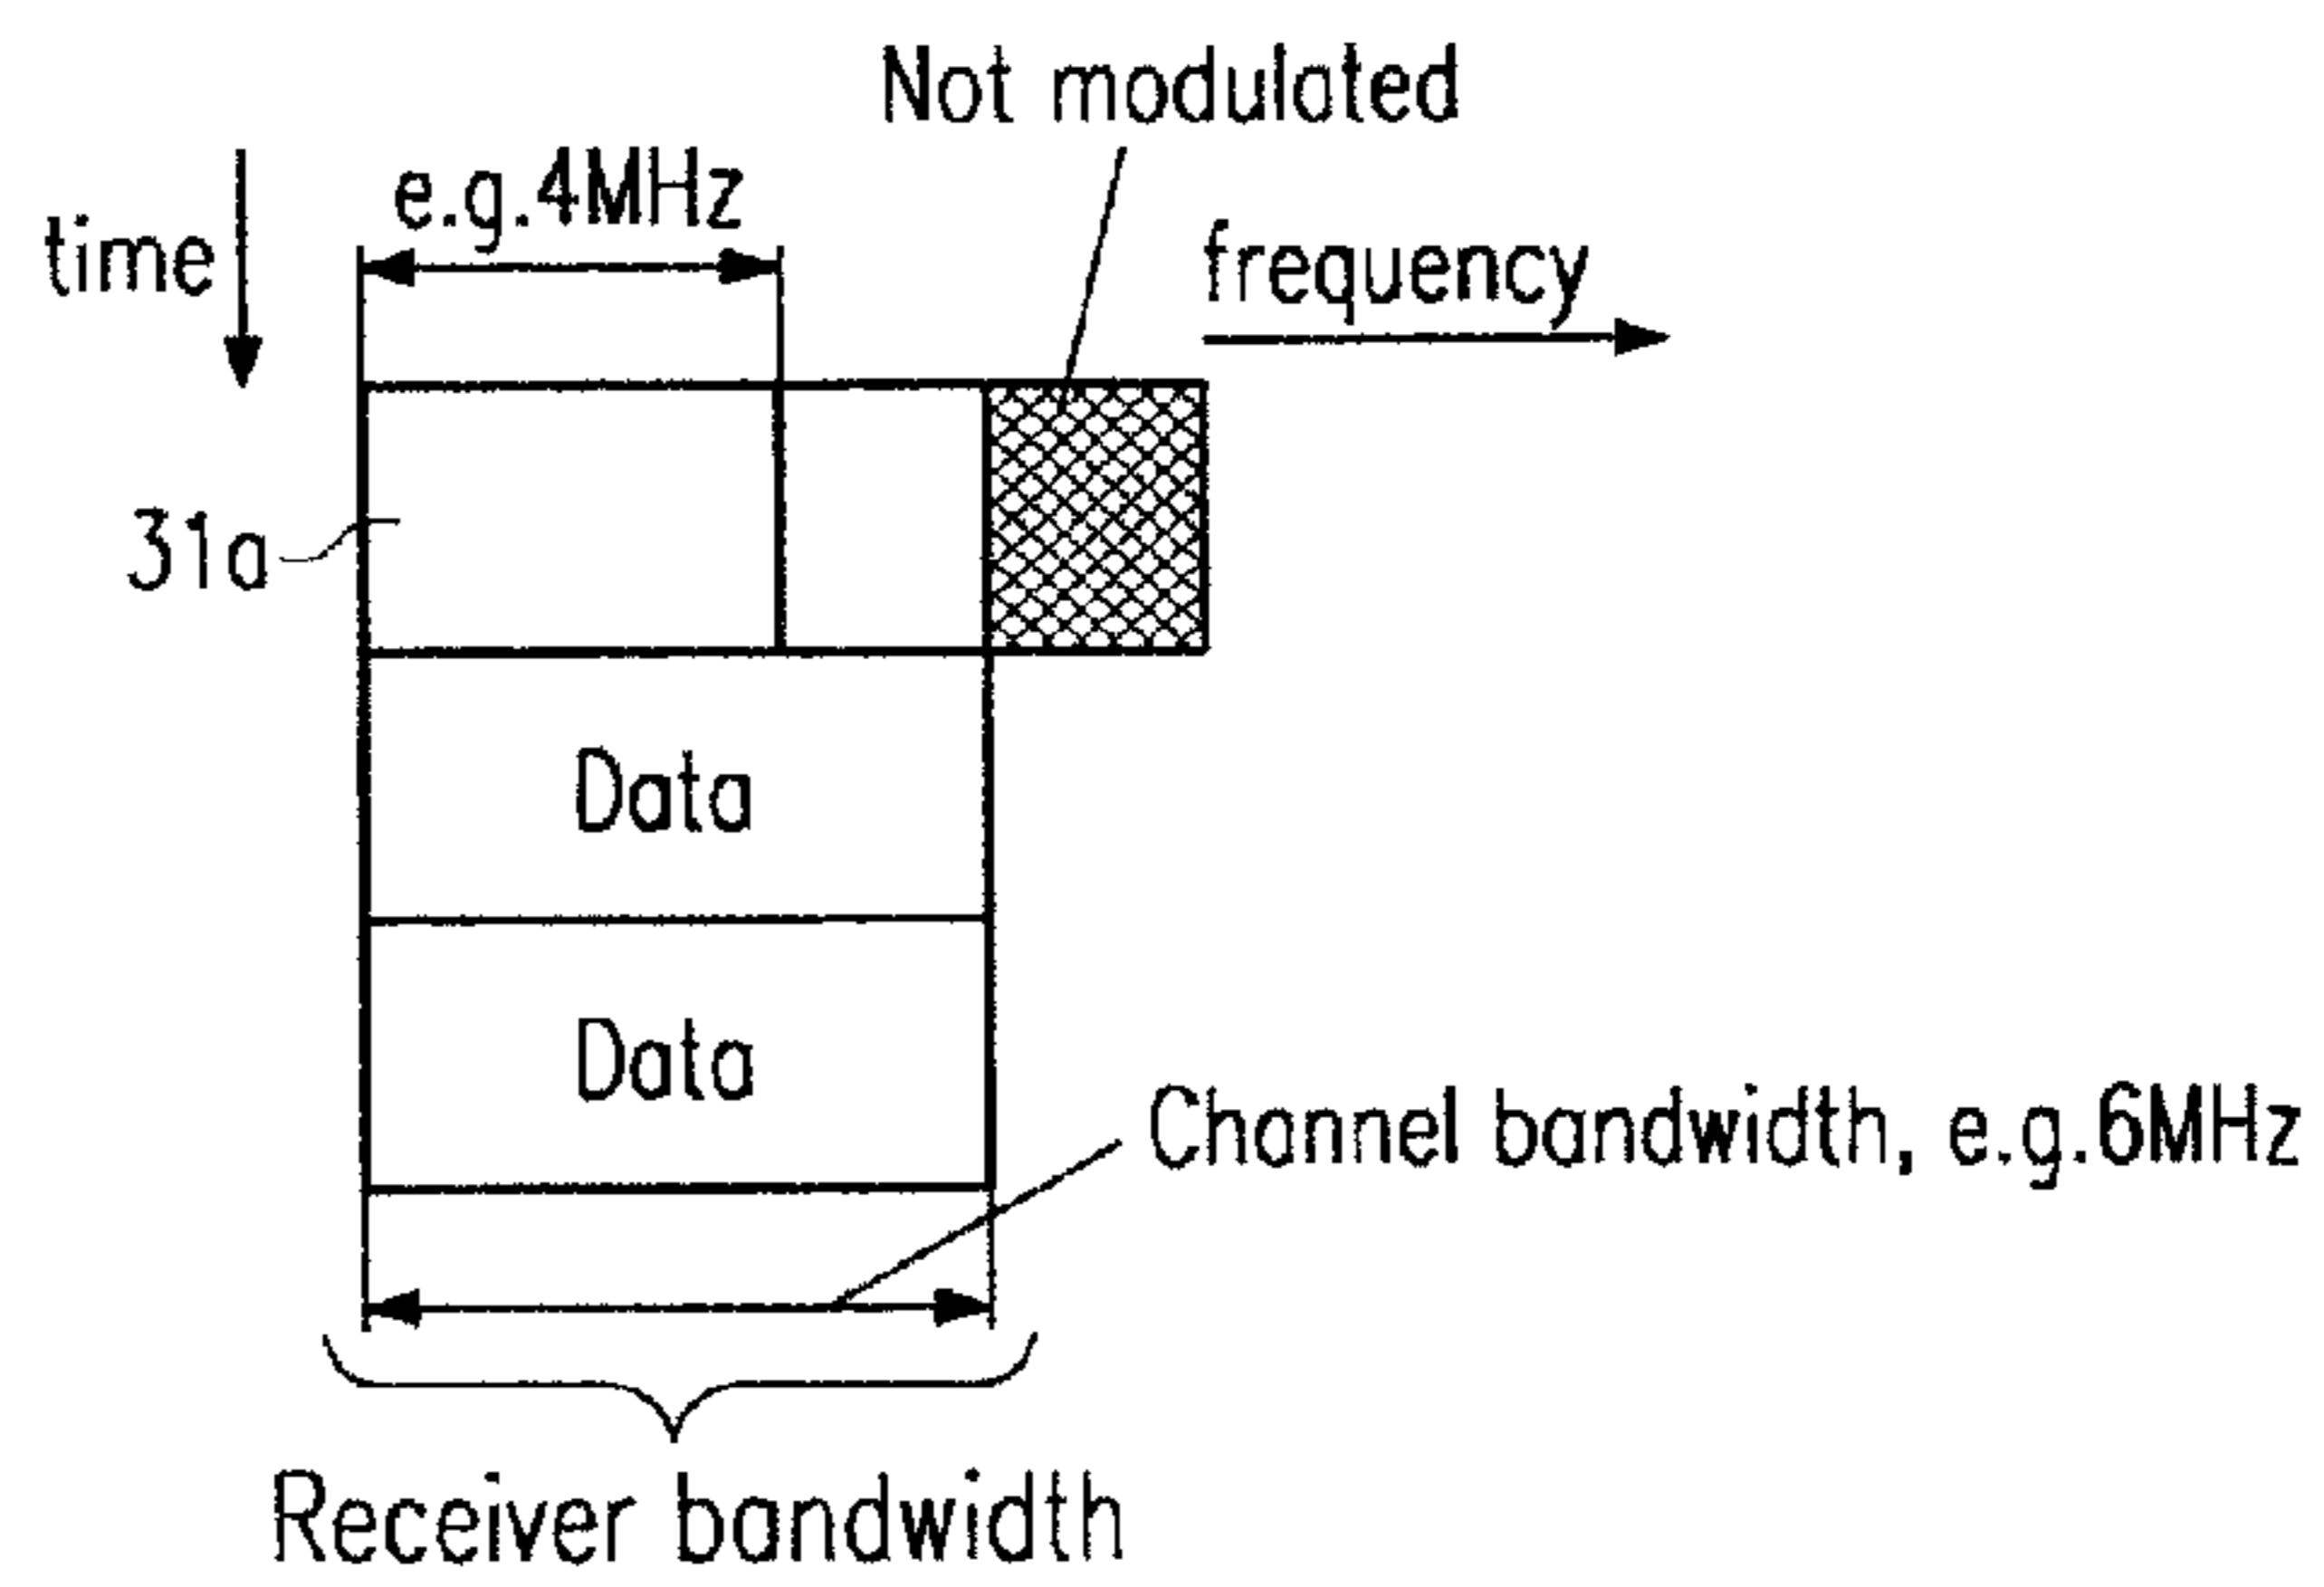 Not modulated
e.g.4MHz
time
frequency
31a
Data
Data
Channel bandwidth, e.g.6MHz
Receiver bandwidth